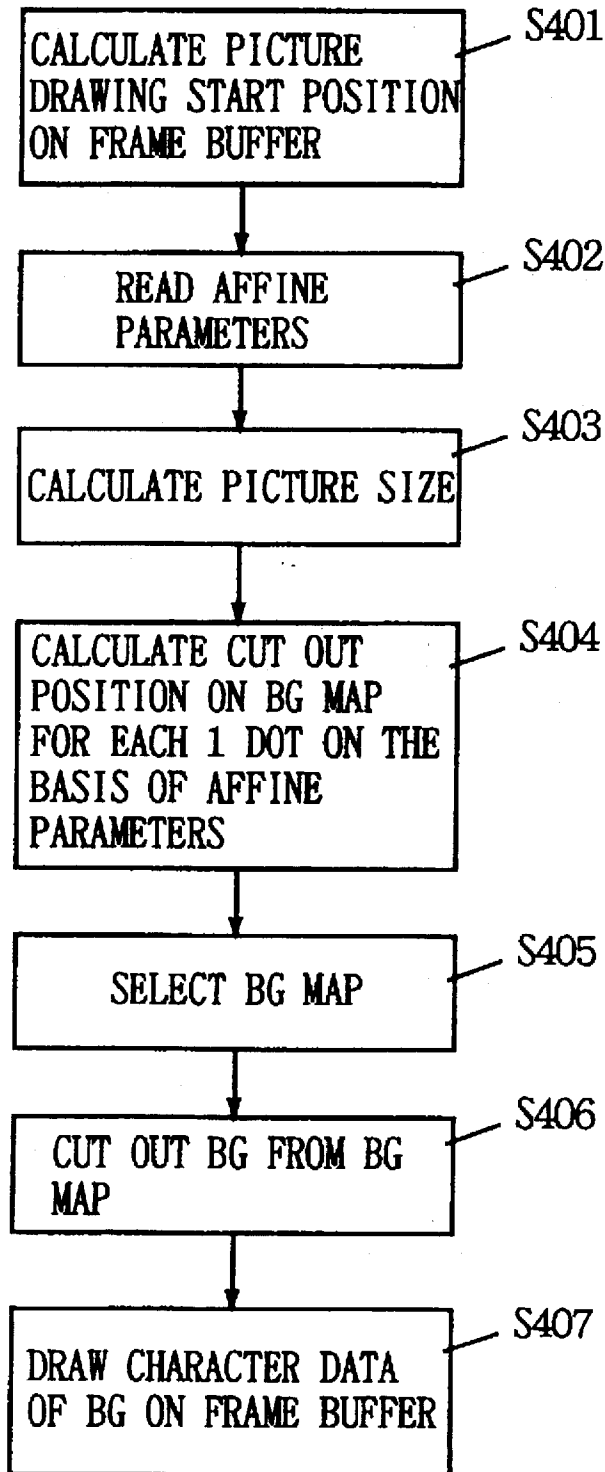 S401
CALCULATE PICTURE
DRAWING START POSITION
ON FRAME BUFFER
S402
READ AFFINE
PARAMETERS
S403
CALCULATE PICTURE SIZE
S404
CALCULATE CUT OUT
POSITION ON BG MAP
FOR EACH 1 DOT ON THE
BASIS OF AFFINE
PARAMETERS
S405
SELECT BG MAP
S406
CUT OUT BG FROM BG
MAP
S407
DRAW CHARACTER DATA
OF BG ON FRAME BUFFER